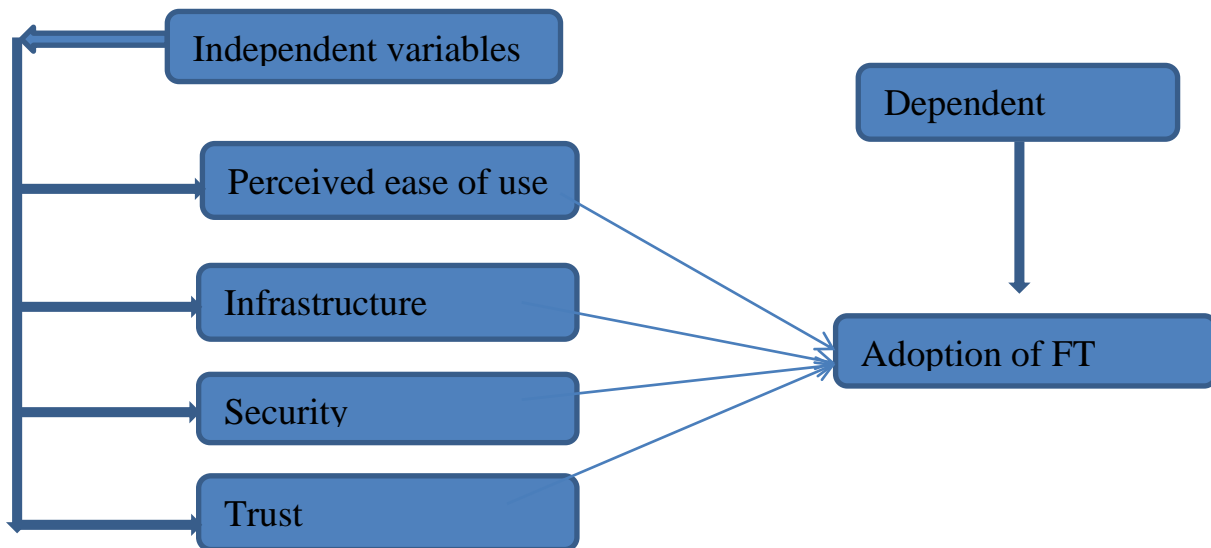 Independent variables
Dependent
Perceived ease of use
Infrastructure
Adoption of FT
Security
Trust